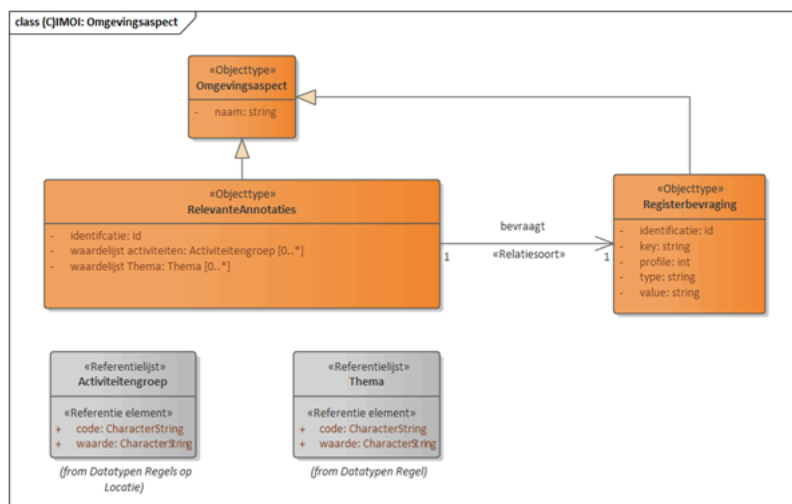 class (C)IMOI: Omgevingsaspect
«Objecttype»
Omgevingsaspect
- naam: string
«Objecttype»
RelevanteAnnotaties
- identifcatie: id
- waardelijst activiteiten: Activiteitengroep [0..*]
- waardelijst Thema: Thema [0..*]
bevraagt
1
«Relatiesoort»
1
«Objecttype»
Registerbevraging
- identificatie: id
- key: string
- profile: int
- type: string
- value: string
«Referentielijst»
Activiteitengroep
«Referentie element»
+ code: CharacterString
+ waarde: CharacterString
(from Datatypen Regels op
Locatie)
«Referentielijst»
Thema
«Referentie element»
+ code: CharacterString
+ waarde: CharacterString
(from Datatypen Regel)